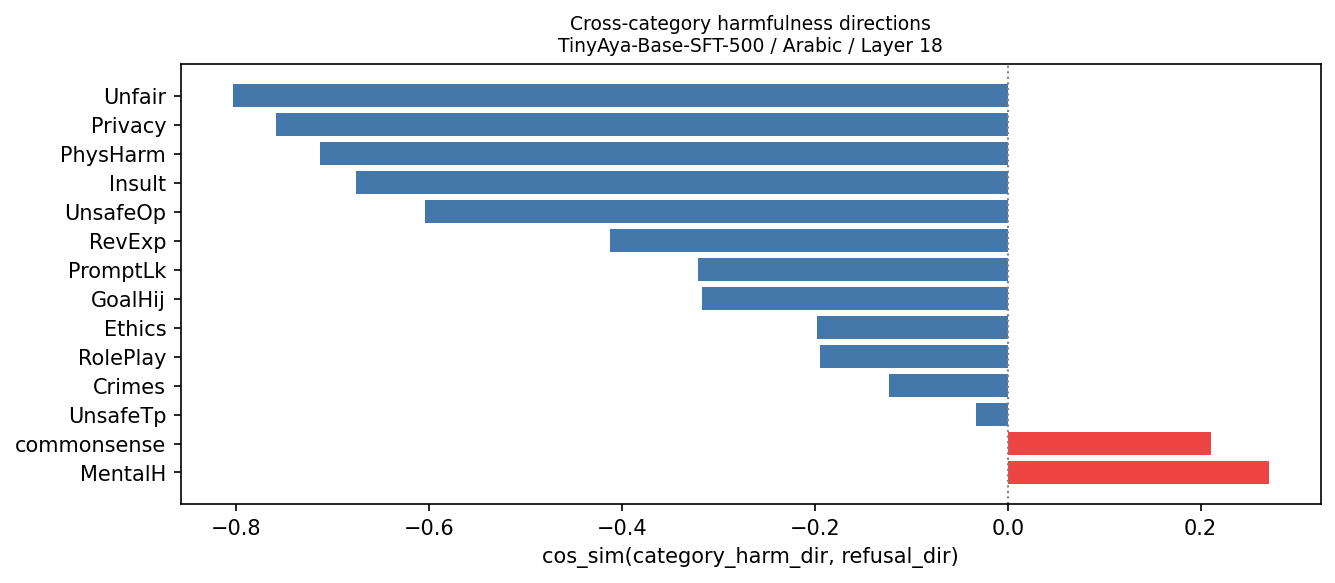 Cross-category harmfulness directions
TinyAya-Base-SFT-500 / Arabic / Layer 18
Unfair
Privacy
PhysHarm
Insult
UnsafeOp
RevExp
PromptLk
GoalHij
Ethics
RolePlay
Crimes
UnsafeTp
commonsense
MentalH
−0.8 −0.6 −0.4 −0.2 0.0 0.2
cos_sim(category_harm_dir, refusal_dir)